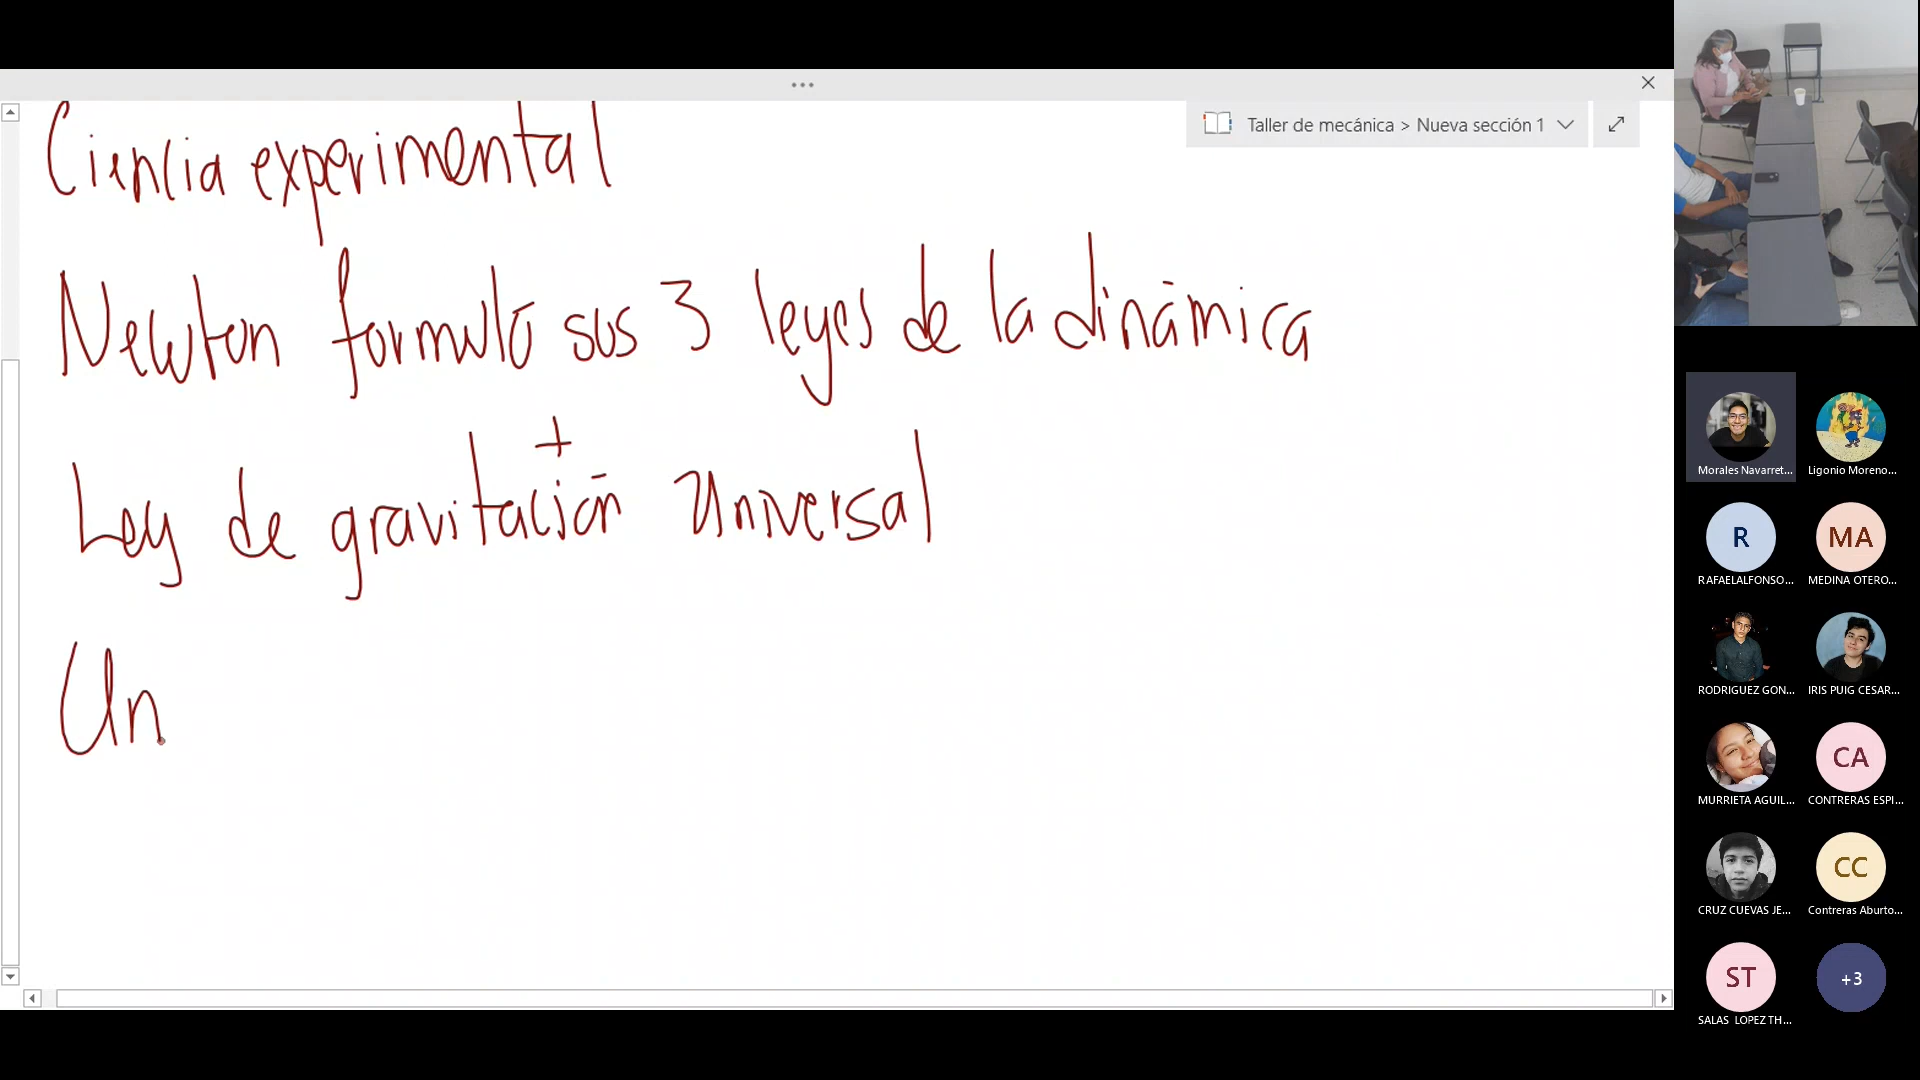 Taller de mecánica > Nueva sección 1
Ciencia experimental
Newton formuló sus 3 leyes de la dinámica
+
Ley de gravitación Universal
Un
Morales Navarret...
Ligonio Moreno...
R
RAFAELALFONSO...
MA
MEDINA OTERO...
RODRIGUEZ GON...
IRIS PUIG CESAR...
MURRIETA AGUIL...
CA
CONTRERAS ESPI...
CRUZ CUEVAS JE...
CC
Contreras Aburto...
ST
SALAS LOPEZ TH...
+3